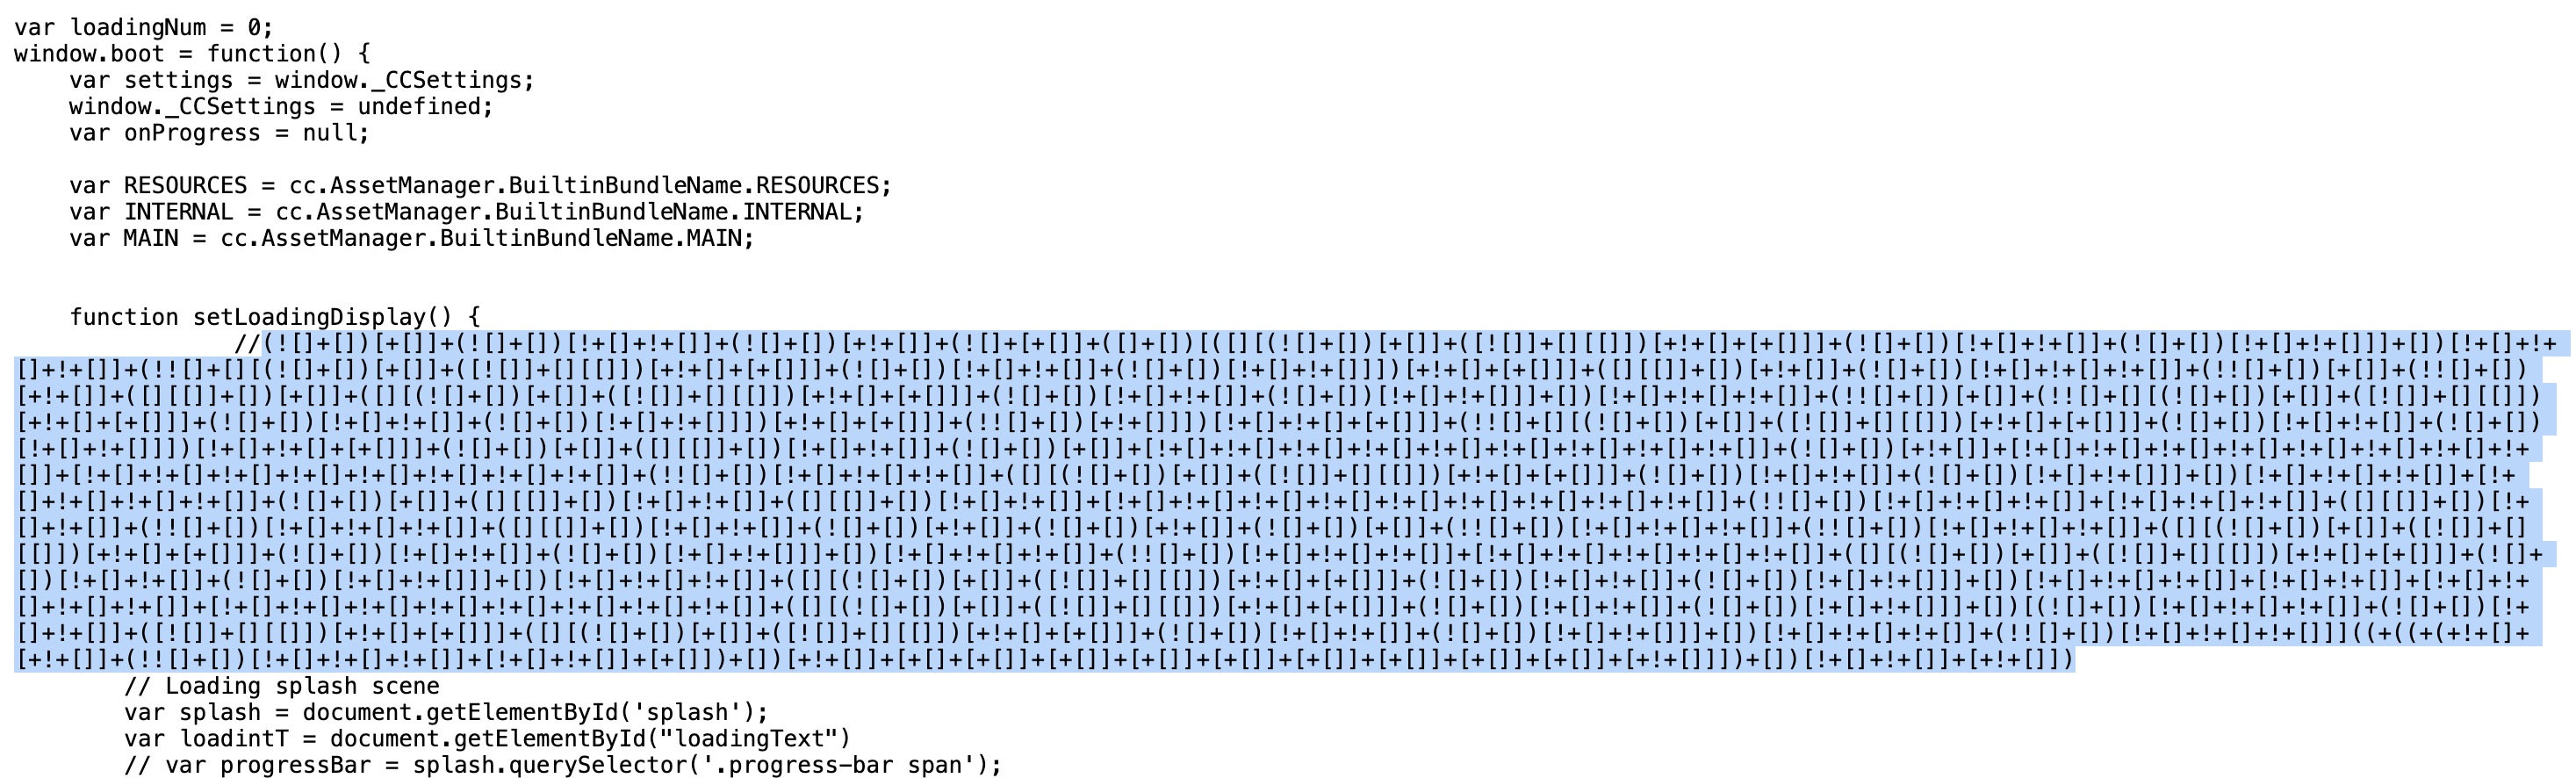 var loadingNum = 0;
window.boot = function() {
    var settings = window._CCSettings;
    window._CCSettings = undefined;
    var onProgress = null;

    var RESOURCES = cc.AssetManager.BuiltinBundleName.RESOURCES;
    var INTERNAL = cc.AssetManager.BuiltinBundleName.INTERNAL;
    var MAIN = cc.AssetManager.BuiltinBundleName.MAIN;

    function setLoadingDisplay() {
                //(![]+[])[+[]]+(![]+[])[!+[]+!+[]]+(![]+[])[+!+[]]+(![]+[+[]]+([]+[])[([][(![]+[])[+[]]+([![]]+[][[]])[+!+[]+[+[]]]+(![]+[])[!+[]+!+[]]+(![]+[])[!+[]+!+[]]]+[])[!+[]+!+
[]+!+[]]+(!![]+[][(![]+[])[+[]]+([![]]+[][[]])[+!+[]+[+[]]]+(![]+[])[!+[]+!+[]]+(![]+[])[!+[]+!+[]]])[+!+[]+[+[]]]+([][[]]+[])[+!+[]]+(![]+[])[!+[]+!+[]+!+[]]+(!![]+[])[+[]]+(!![]+[])
[+!+[]]+([][[]]+[])[+[]]+([][(![]+[])[+[]]+([![]]+[][[]])[+!+[]+[+[]]]+(![]+[])[!+[]+!+[]]+(![]+[])[!+[]+!+[]]]+[])[!+[]+!+[]+!+[]]+(!![]+[])[+[]]+(!![]+[][(![]+[])[+[]]+([![]]+[][[]])
[+!+[]+[+[]]]+(![]+[])[!+[]+!+[]]+(![]+[])[!+[]+!+[]]])[+!+[]+[+[]]]+(!![]+[])[+!+[]]])[!+[]+!+[]+[+[]]]+(!![]+[][(![]+[])[+[]]+([![]]+[][[]])[+!+[]+[+[]]]+(![]+[])[!+[]+!+[]]+(![]+[])
[!+[]+!+[]]])[!+[]+!+[]+[+[]]]+(![]+[])[+[]]+([][[]]+[])[!+[]+!+[]]+(![]+[])[+[]]+[!+[]+!+[]+!+[]+!+[]+!+[]+!+[]+!+[]+!+[]]+(![]+[])[+!+[]]+[!+[]+!+[]+!+[]+!+[]+!+[]+!+[]+!+
[]]+[!+[]+!+[]+!+[]+!+[]+!+[]+!+[]+!+[]+!+[]]+(!![]+[])[!+[]+!+[]+!+[]]+([][(![]+[])[+[]]+([![]]+[][[]])[+!+[]+[+[]]]+(![]+[])[!+[]+!+[]]+(![]+[])[!+[]+!+[]]]+[])[!+[]+!+[]+!+[]]+[!+
[]+!+[]+!+[]+!+[]]+(![]+[])[+[]]+([][[]]+[])[!+[]+!+[]]+([][[]]+[])[!+[]+!+[]]+[!+[]+!+[]+!+[]+!+[]+!+[]+!+[]+!+[]+!+[]+!+[]]+(!![]+[])[!+[]+!+[]+!+[]]+[!+[]+!+[]+!+[]]+([][[]]+[])[!+
[]+!+[]]+(!![]+[])[!+[]+!+[]+!+[]]+([][[]]+[])[!+[]+!+[]]+(![]+[])[+!+[]]+(![]+[])[+!+[]]+(![]+[])[+[]]+(!![]+[])[!+[]+!+[]+!+[]]+(!![]+[])[!+[]+!+[]+!+[]]+([][(![]+[])[+[]]+([![]]+[]
[[]])[+!+[]+[+[]]]+(![]+[])[!+[]+!+[]]+(![]+[])[!+[]+!+[]]]+[])[!+[]+!+[]+!+[]]+(!![]+[])[!+[]+!+[]+!+[]]+[!+[]+!+[]+!+[]+!+[]+!+[]+!+[]]+([][(![]+[])[+[]]+([![]]+[][[]])[+!+[]+[+[]]]+(![]+
[])[!+[]+!+[]]+(![]+[])[!+[]+!+[]]]+[])[!+[]+!+[]+!+[]]+([][(![]+[])[+[]]+([![]]+[][[]])[+!+[]+[+[]]]+(![]+[])[!+[]+!+[]]+(![]+[])[!+[]+!+[]]]+[])[!+[]+!+[]+!+[]]+[!+[]+!+[]]+[!+[]+!+
[]+!+[]+!+[]]+[!+[]+!+[]+!+[]+!+[]+!+[]+!+[]+!+[]+!+[]]+([][(![]+[])[+[]]+([![]]+[][[]])[+!+[]+[+[]]]+(![]+[])[!+[]+!+[]]+(![]+[])[!+[]+!+[]]]+[])[(![]+[])[!+[]+!+[]+!+[]]+(![]+[])[!+
[]+!+[]]+([![]]+[][[]])[+!+[]+[+[]]]+([][(![]+[])[+[]]+([![]]+[][[]])[+!+[]+[+[]]]+(![]+[])[!+[]+!+[]]+(![]+[])[!+[]+!+[]]]+[])[!+[]+!+[]+!+[]]+(!![]+[])[!+[]+!+[]+!+[]]]((+((+(+!+[]+
[+!+[]]+(!![]+[])[!+[]+!+[]+!+[]]+[!+[]+!+[]]+[+[]])+[])[+!+[]]+[+[]+[+[]]+[+[]]+[+[]]+[+[]]+[+[]]+[+[]]+[+[]]+[+[]]+[+!+[]]])+[])[!+[]+!+[]]+[+!+[]])
        // Loading splash scene
        var splash = document.getElementById('splash');
        var loadintT = document.getElementById("loadingText")
        // var progressBar = splash.querySelector('.progress-bar span');